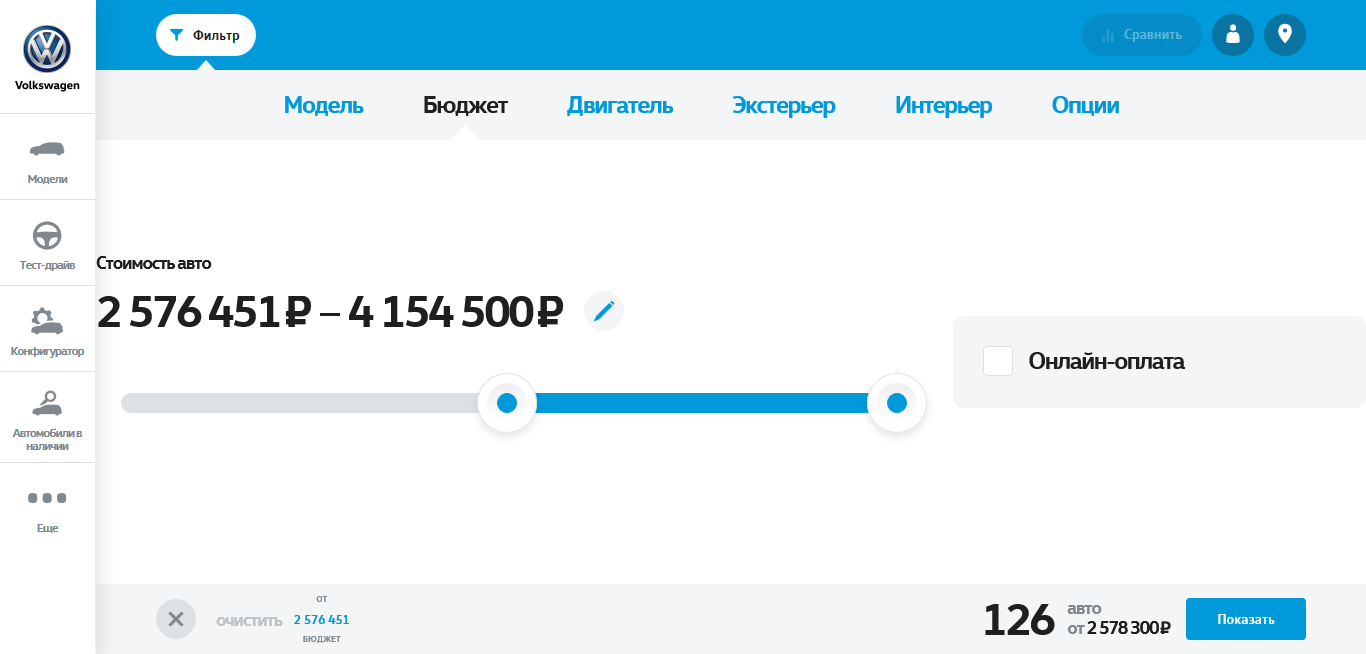 Volkswagen
Модели
Тест-драйв
Конфигуратор
Автомобили в
наличии
Еще
Фильтр
Сравнить
Модель
Бюджет
Двигатель
Экстерьер
Интерьер
Опции
Стоимость авто
2 576 451 ₽ – 4 154 500 ₽
Онлайн-оплата
ОЧИСТИТЬ
ОТ
2 576 451
БЮДЖЕТ
126
авто
от 2 578 300 ₽
Показать